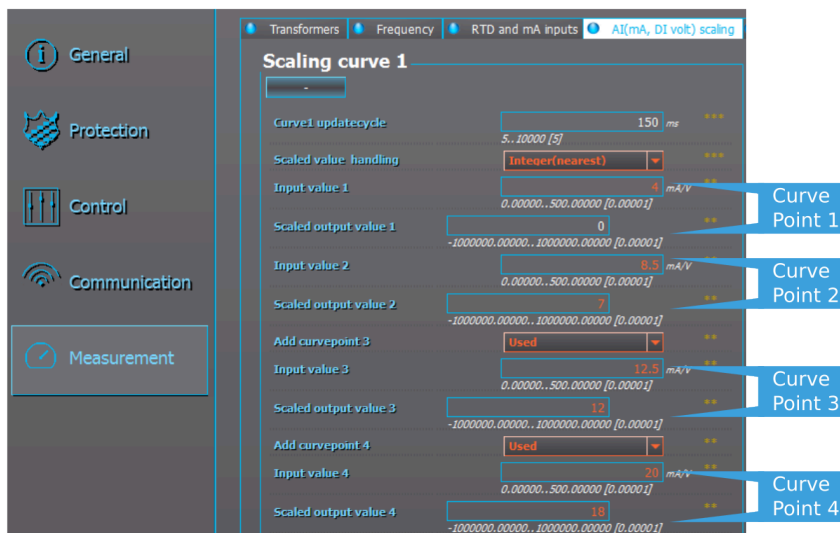 Transformers
Frequency
RTD and mA inputs
AI(mA, DI volt) scaling
General
Protection
Control
Communication
Measurement
Scaling curve 1
-
Curve1 updatecycle 150 ms ***
5..10000 [5]
Scaled value handling Integer(nearest) ***
Input value 1 4 mA/V **
0.00000..500.00000 [0.00001]
Scaled output value 1 0 **
-1000000.00000..1000000.00000 [0.00001]
Curve
Point 1
Input value 2 8.5 mA/V **
0.00000..500.00000 [0.00001]
Scaled output value 2 7 **
-1000000.00000..1000000.00000 [0.00001]
Curve
Point 2
Add curvepoint 3 Used **
Input value 3 12.5 mA/V **
0.00000..500.00000 [0.00001]
Scaled output value 3 12 **
-1000000.00000..1000000.00000 [0.00001]
Curve
Point 3
Add curvepoint 4 Used **
Input value 4 20 mA/V **
0.00000..500.00000 [0.00001]
Scaled output value 4 18 **
-1000000.00000..1000000.00000 [0.00001]
Curve
Point 4